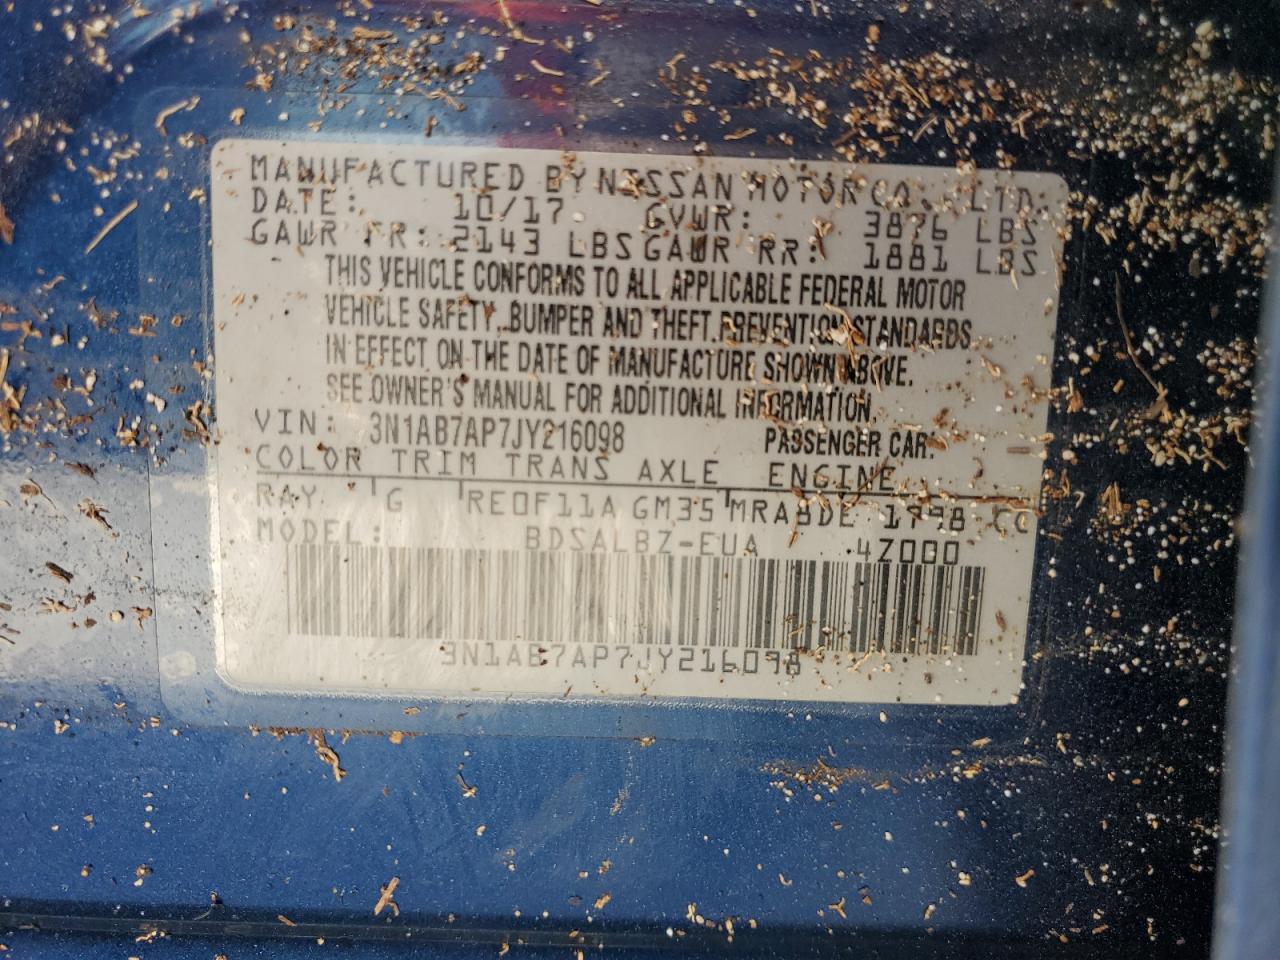 MANUFACTURED BY NISSAN MOTOR CO., LTD.
DATE: 10/17 GVWR: 3876 LBS
GAWR FR: 2143 LBS GAWR RR: 1881 LBS
THIS VEHICLE CONFORMS TO ALL APPLICABLE FEDERAL MOTOR
VEHICLE SAFETY, BUMPER AND THEFT PREVENTION STANDARDS
IN EFFECT ON THE DATE OF MANUFACTURE SHOWN ABOVE.
SEE OWNER'S MANUAL FOR ADDITIONAL INFORMATION.
VIN: 3N1AB7AP7JY216098 PASSENGER CAR.
COLOR TRIM TRANS AXLE ENGINE
RAY G RE0F11A GM35 MRA8DE 1798 CC
MODEL: BDSALBZ-EUA 4Z000
3N1AB7AP7JY216098